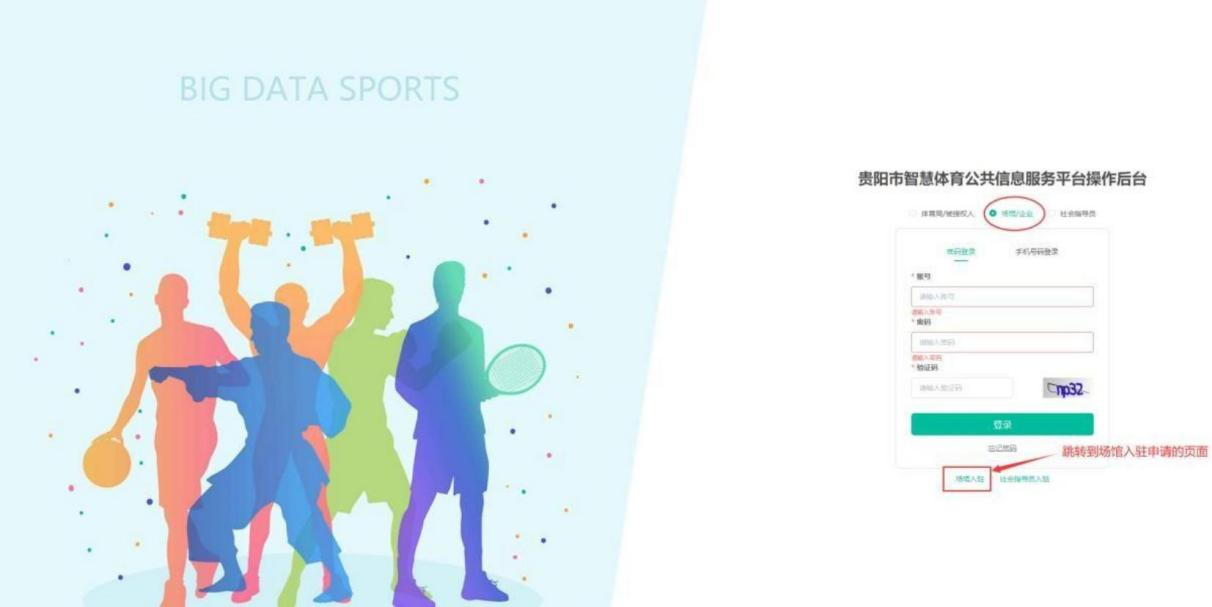 BIG DATA SPORTS
贵阳市智慧体育公共信息服务平台操作后台
体育局/被授权人 场馆/企业 社会指导员
密码登录 手机号码登录
* 账号
请输入账号
请输入账号
* 密码
请输入密码
请输入密码
* 验证码
请输入验证码 np32
登录
忘记密码
跳转到场馆入驻申请的页面
场馆入驻 社会指导员入驻